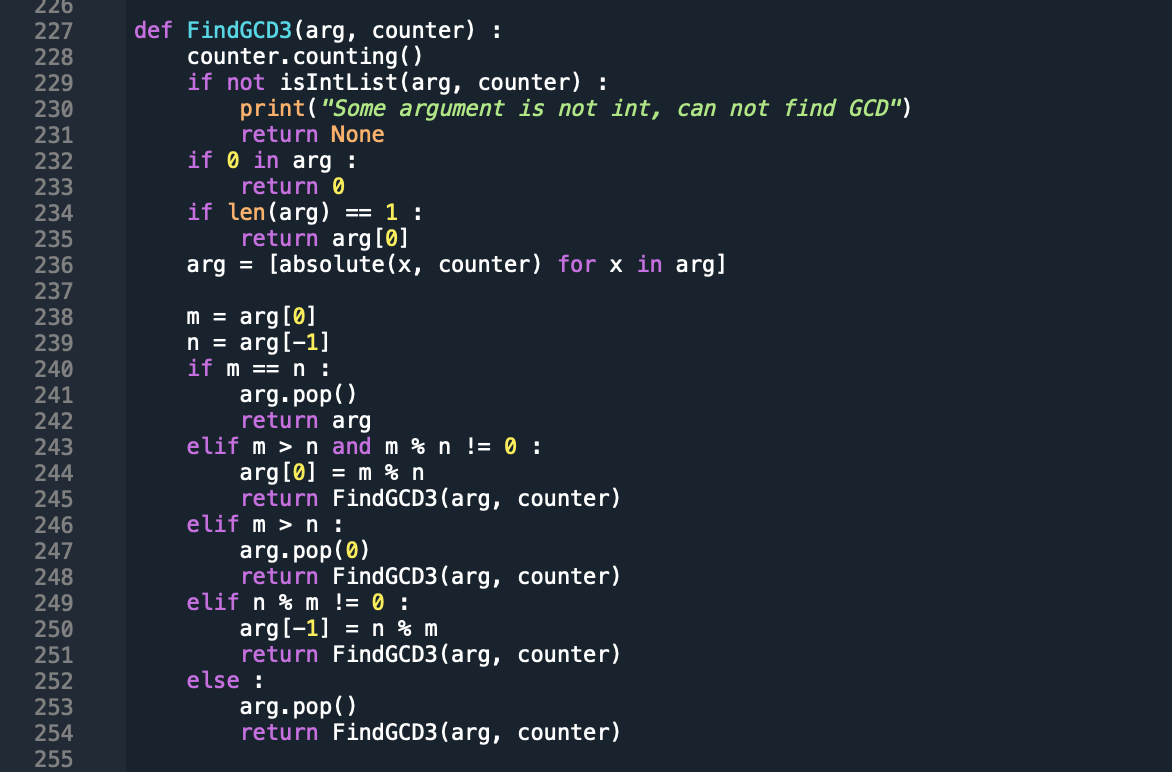 226
227 def FindGCD3(arg, counter) :
228     counter.counting()
229     if not isIntList(arg, counter) :
230         print("Some argument is not int, can not find GCD")
231         return None
232     if 0 in arg :
233         return 0
234     if len(arg) == 1 :
235         return arg[0]
236     arg = [absolute(x, counter) for x in arg]
237
238     m = arg[0]
239     n = arg[-1]
240     if m == n :
241         arg.pop()
242         return arg
243     elif m > n and m % n != 0 :
244         arg[0] = m % n
245         return FindGCD3(arg, counter)
246     elif m > n :
247         arg.pop(0)
248         return FindGCD3(arg, counter)
249     elif n % m != 0 :
250         arg[-1] = n % m
251         return FindGCD3(arg, counter)
252     else :
253         arg.pop()
254         return FindGCD3(arg, counter)
255